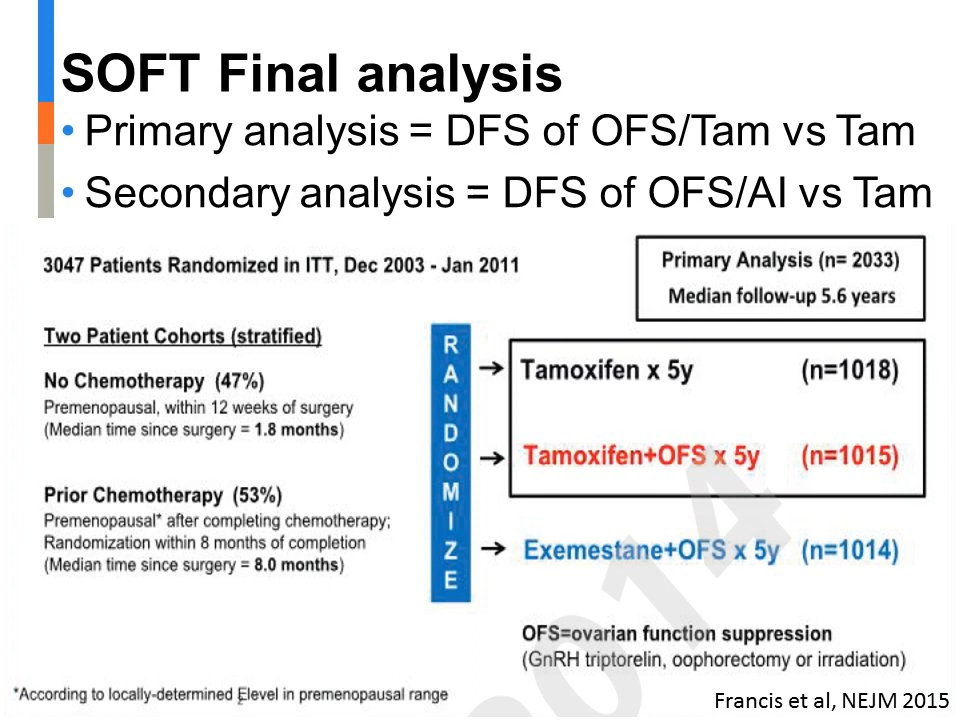 SOFT Final analysis
• Primary analysis = DFS of OFS/Tam vs Tam
• Secondary analysis = DFS of OFS/AI vs Tam
3047 Patients Randomized in ITT, Dec 2003 - Jan 2011
Primary Analysis (n= 2033)
Median follow-up 5.6 years
Two Patient Cohorts (stratified)
No Chemotherapy (47%)
Premenopausal, within 12 weeks of surgery
(Median time since surgery = 1.8 months)
Prior Chemotherapy (53%)
Premenopausal* after completing chemotherapy;
Randomization within 8 months of completion
(Median time since surgery = 8.0 months)
RANDOMIZE
Tamoxifen x 5y (n=1018)
Tamoxifen+OFS x 5y (n=1015)
Exemestane+OFS x 5y (n=1014)
OFS=ovarian function suppression
(GnRH triptorelin, oophorectomy or irradiation)
*According to locally-determined E2 level in premenopausal range
Francis et al, NEJM 2015
2014